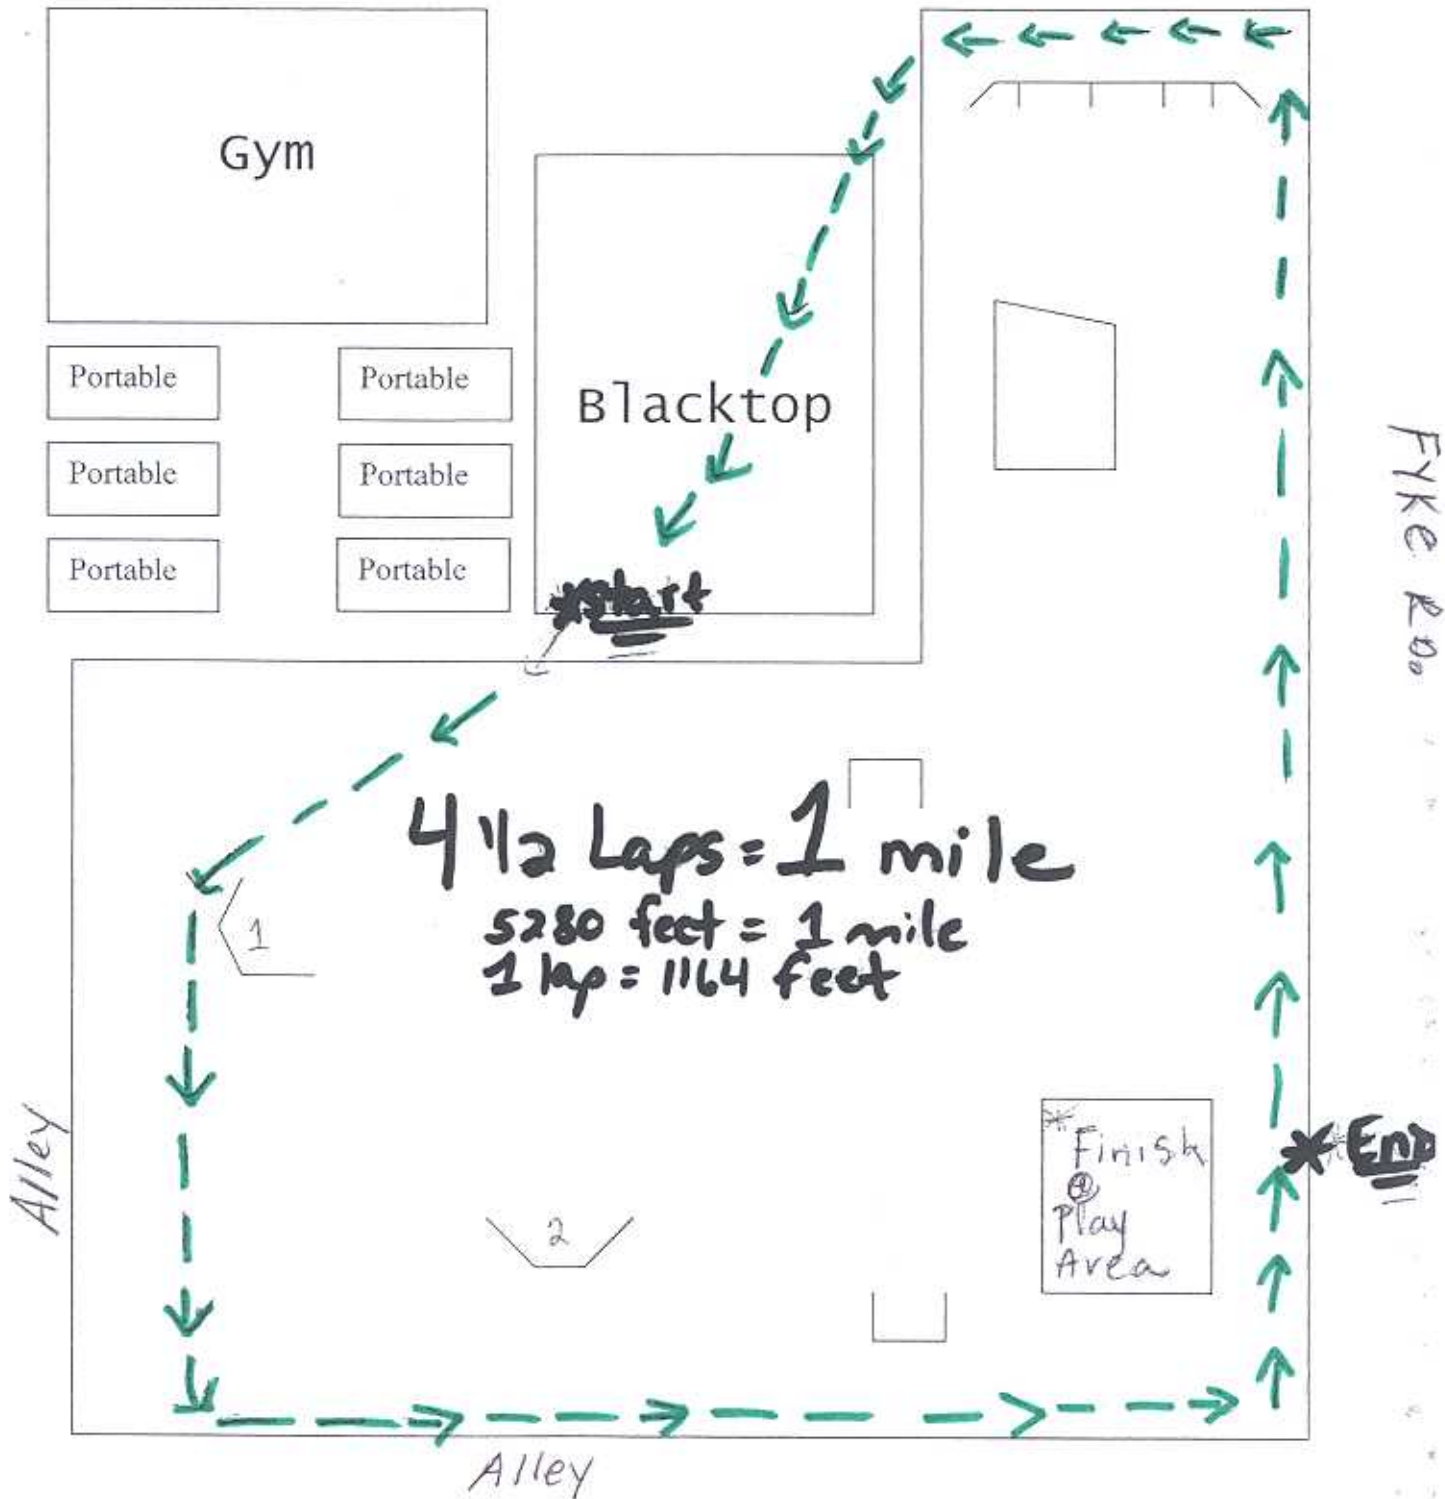 Gym
Portable
Portable
Portable
Portable
Portable
Portable
Blacktop
*Start
FYKE RD.
4 1/2 Laps = 1 mile
5280 feet = 1 mile
1 lap = 1164 feet
1
2
* Finish
@
Play
Area
* End
Alley
Alley